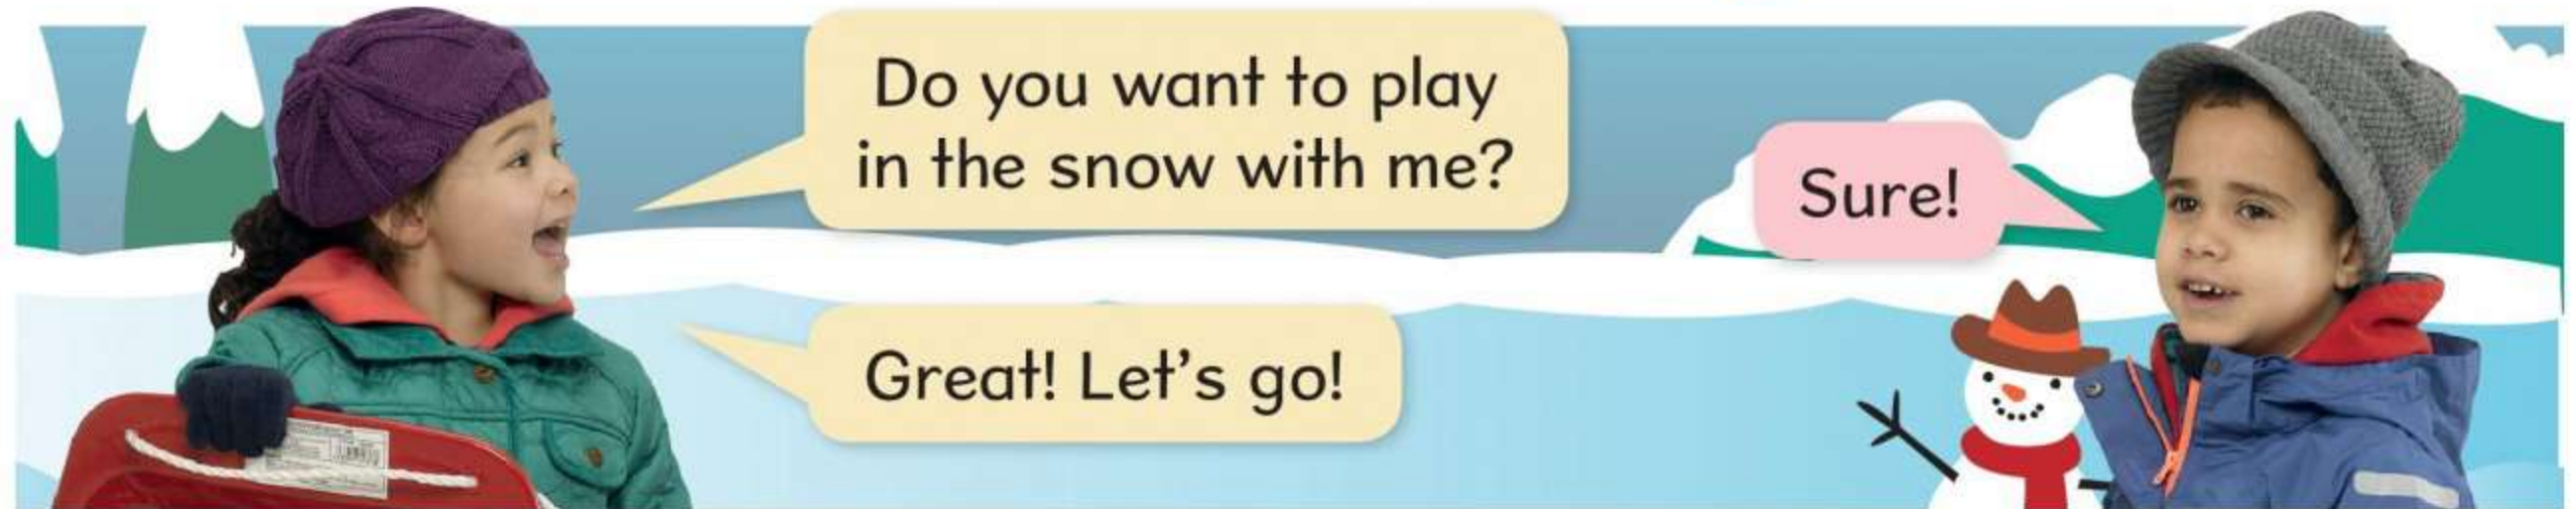 Do you want to play
in the snow with me?
Sure!
Great! Let's go!